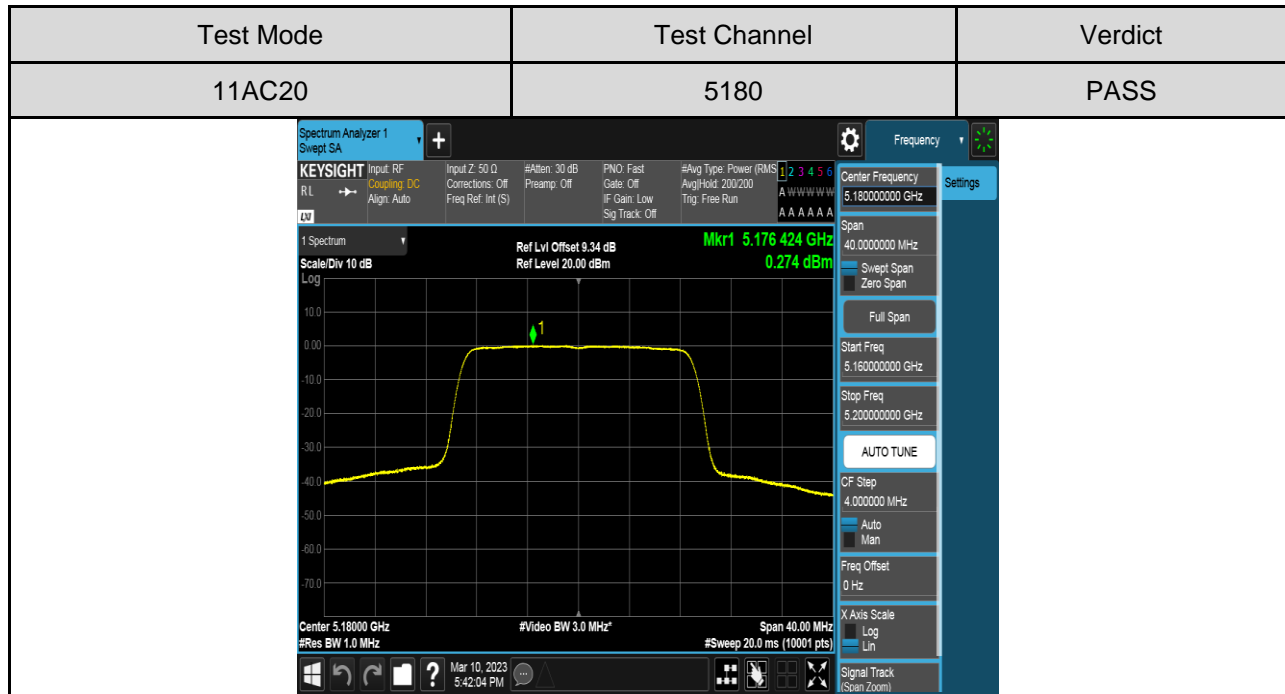 Test Mode Test Channel Verdict
11AC20 5180 PASS
Spectrum Analyzer 1
Swept SA
+
Frequency
KEYSIGHT Input: RF Input Z: 50 Ω #Atten: 30 dB PNO: Fast #Avg Type: Power (RMS 1 2 3 4 5 6
RL Coupling: DC Corrections: Off Preamp: Off Gate: Off Avg|Hold: 200/200 A W W W W W
Align: Auto Freq Ref: Int (S) IF Gain: Low Trig: Free Run
LXI Sig Track: Off A A A A A A
1 Spectrum Ref Lvl Offset 9.34 dB Mkr1 5.176 424 GHz
Scale/Div 10 dB Ref Level 20.00 dBm 0.274 dBm
Log
10.0
1
0.00
-10.0
-20.0
-30.0
-40.0
-50.0
-60.0
-70.0
Center 5.18000 GHz #Video BW 3.0 MHz* Span 40.00 MHz
#Res BW 1.0 MHz #Sweep 20.0 ms (10001 pts)
Center Frequency
5.180000000 GHz
Settings
Span
40.0000000 MHz
Swept Span
Zero Span
Full Span
Start Freq
5.160000000 GHz
Stop Freq
5.200000000 GHz
AUTO TUNE
CF Step
4.000000 MHz
Auto
Man
Freq Offset
0 Hz
X Axis Scale
Log
Lin
Signal Track
(Span Zoom)
? Mar 10, 2023
5:42:04 PM